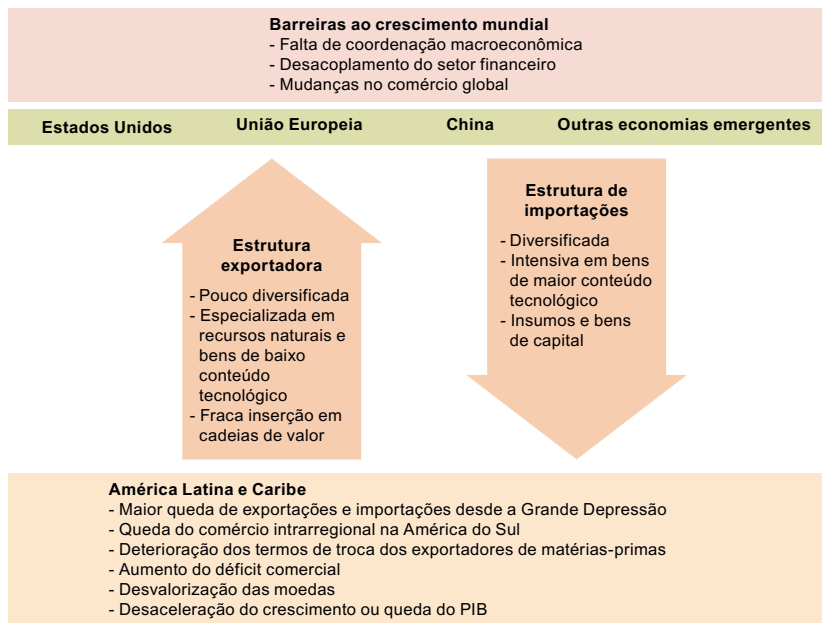 Barreiras ao crescimento mundial
- Falta de coordenação macroeconômica
- Desacoplamento do setor financeiro
- Mudanças no comércio global
Estados Unidos
União Europeia
China
Outras economias emergentes
Estrutura
exportadora
- Pouco diversificada
- Especializada em
recursos naturais e
bens de baixo
conteúdo
tecnológico
- Fraca inserção em
cadeias de valor
Estrutura de
importações
- Diversificada
- Intensiva em bens
de maior conteúdo
tecnológico
- Insumos e bens
de capital
América Latina e Caribe
- Maior queda de exportações e importações desde a Grande Depressão
- Queda do comércio intrarregional na América do Sul
- Deterioração dos termos de troca dos exportadores de matérias-primas
- Aumento do déficit comercial
- Desvalorização das moedas
- Desaceleração do crescimento ou queda do PIB